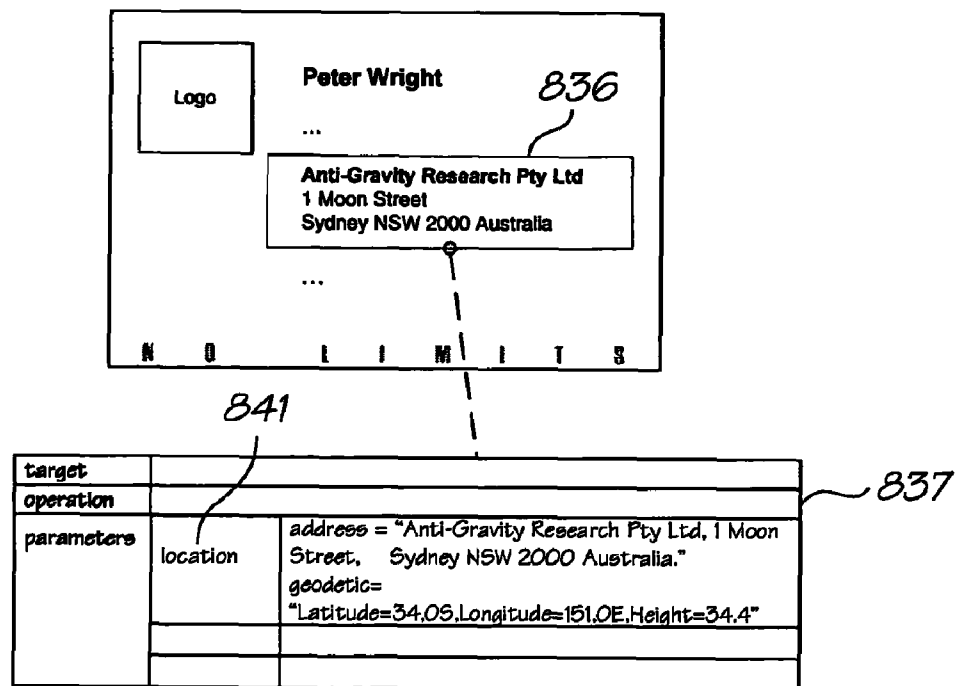 Logo
Peter Wright
836
...
Anti-Gravity Research Pty Ltd
1 Moon Street
Sydney NSW 2000 Australia
...
N O L I M I T S
841
837
target
operation
parameters
location
address = "Anti-Gravity Research Pty Ltd, 1 Moon
Street, Sydney NSW 2000 Australia."
geodetic=
"Latitude=34,0S,Longitude=151,0E,Height=34.4"